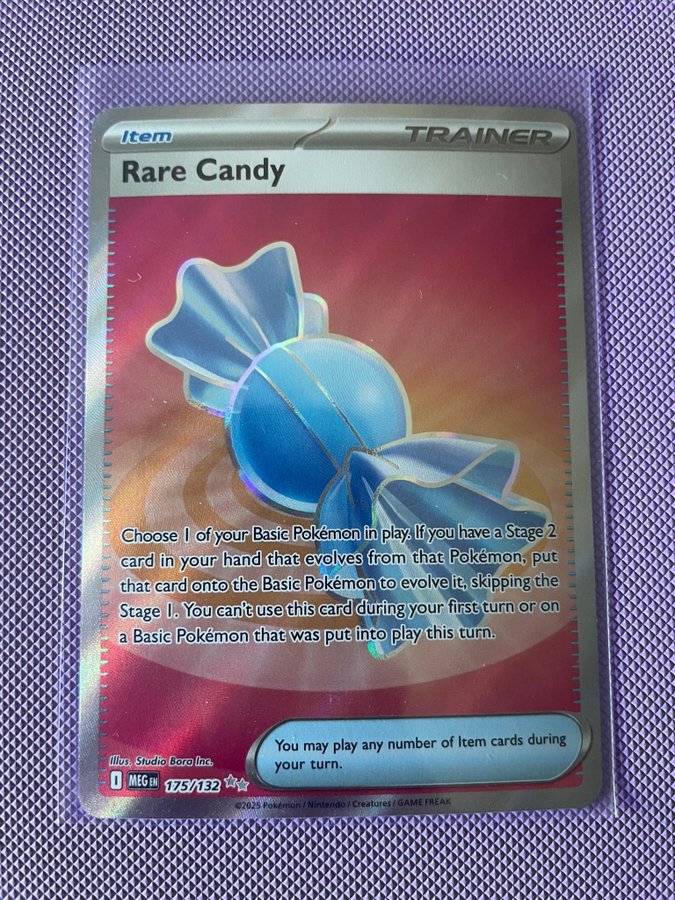 Item
TRAINER
Rare Candy
Choose 1 of your Basic Pokémon in play. If you have a Stage 2
card in your hand that evolves from that Pokémon, put
that card onto the Basic Pokémon to evolve it, skipping the
Stage 1. You can't use this card during your first turn or on
a Basic Pokémon that was put into play this turn.
You may play any number of Item cards during
your turn.
Illus. Studio Bora Inc.
I MEG EN 175/132
©2025 Pokémon / Nintendo / Creatures / GAME FREAK